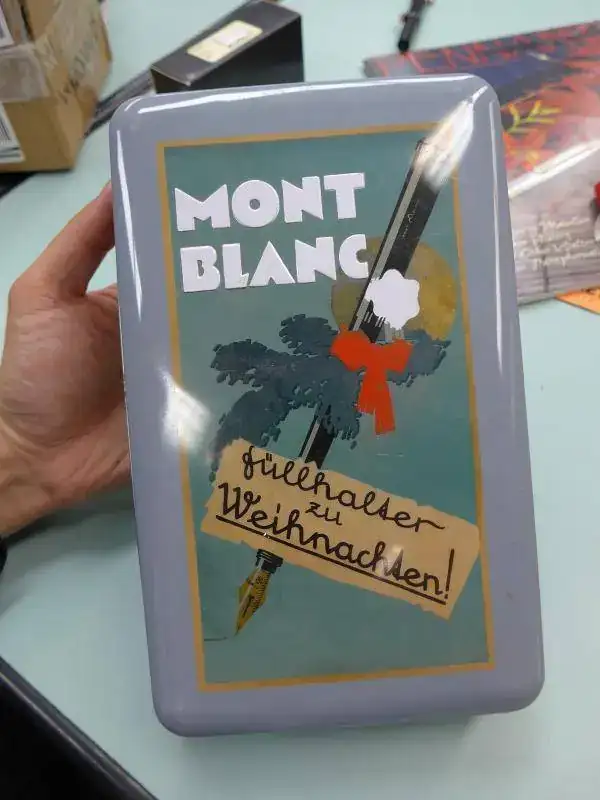 MONT
BLANC
füllhalter
zu
Weihnachten!